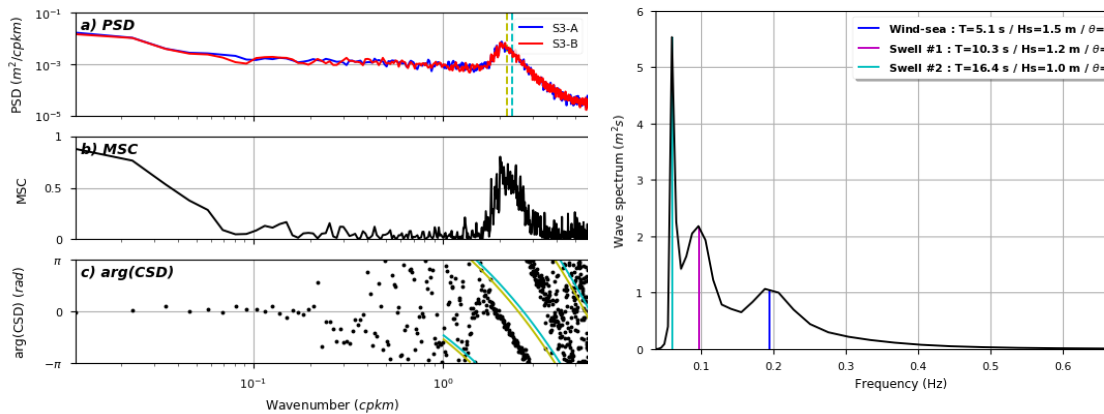 a) PSD
S3-A
S3-B
PSD (m²/cpkm)
10⁻¹
10⁻³
10⁻⁵
b) MSC
MSC
1
0.5
0
c) arg(CSD)
arg(CSD) (rad)
π
0
−π
10⁻¹
10⁰
Wavenumber (cpkm)
Wind-sea : T=5.1 s / Hs=1.5 m / θ=
Swell #1 : T=10.3 s / Hs=1.2 m / θ=
Swell #2 : T=16.4 s / Hs=1.0 m / θ=
Wave spectrum (m²s)
6
5
4
3
2
1
0
0.1
0.2
0.3
0.4
0.5
0.6
Frequency (Hz)